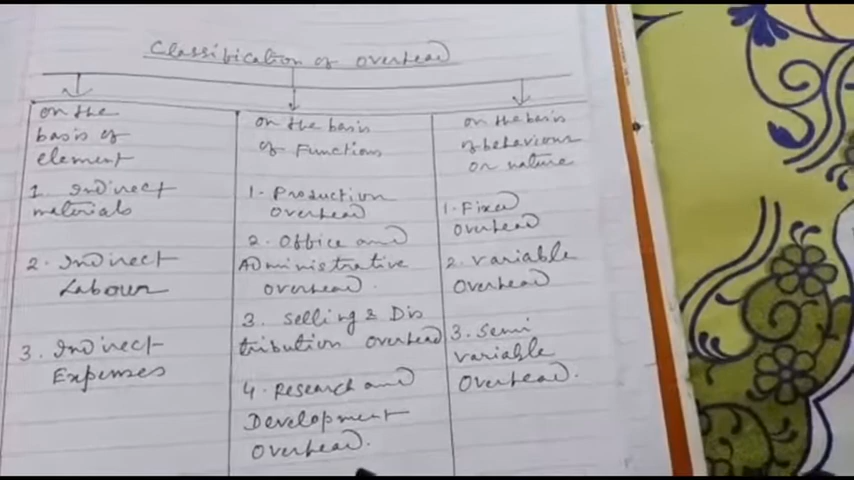 Classification of overhead
on the
basis of
element
1. Indirect
materials
2. Indirect
Labour
3. Indirect
Expenses
on the basis
of Functions
1. Production
overhead
2. Office and
Administrative
overhead.
3. Selling & Dis
tribution overhead
4. Research and
Development
overhead.
on the basis
of behaviour
or nature
1. Fixed
overhead
2. variable
overhead
3. Semi
variable
overhead.